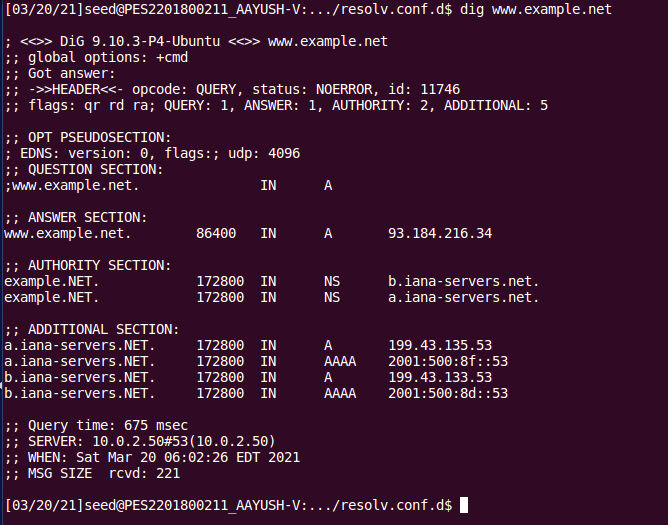 [03/20/21]seed@PES2201800211_AAYUSH-V:.../resolv.conf.d$ dig www.example.net
; <<>> DiG 9.10.3-P4-Ubuntu <<>> www.example.net
;; global options: +cmd
;; Got answer:
;; ->>HEADER<<- opcode: QUERY, status: NOERROR, id: 11746
;; flags: qr rd ra; QUERY: 1, ANSWER: 1, AUTHORITY: 2, ADDITIONAL: 5
;; OPT PSEUDOSECTION:
; EDNS: version: 0, flags:; udp: 4096
;; QUESTION SECTION:
;www.example.net. IN A
;; ANSWER SECTION:
www.example.net. 86400 IN A 93.184.216.34
;; AUTHORITY SECTION:
example.NET. 172800 IN NS b.iana-servers.net.
example.NET. 172800 IN NS a.iana-servers.net.
;; ADDITIONAL SECTION:
a.iana-servers.NET. 172800 IN A 199.43.135.53
a.iana-servers.NET. 172800 IN AAAA 2001:500:8f::53
b.iana-servers.NET. 172800 IN A 199.43.133.53
b.iana-servers.NET. 172800 IN AAAA 2001:500:8d::53
;; Query time: 675 msec
;; SERVER: 10.0.2.50#53(10.0.2.50)
;; WHEN: Sat Mar 20 06:02:26 EDT 2021
;; MSG SIZE rcvd: 221
[03/20/21]seed@PES2201800211_AAYUSH-V:.../resolv.conf.d$